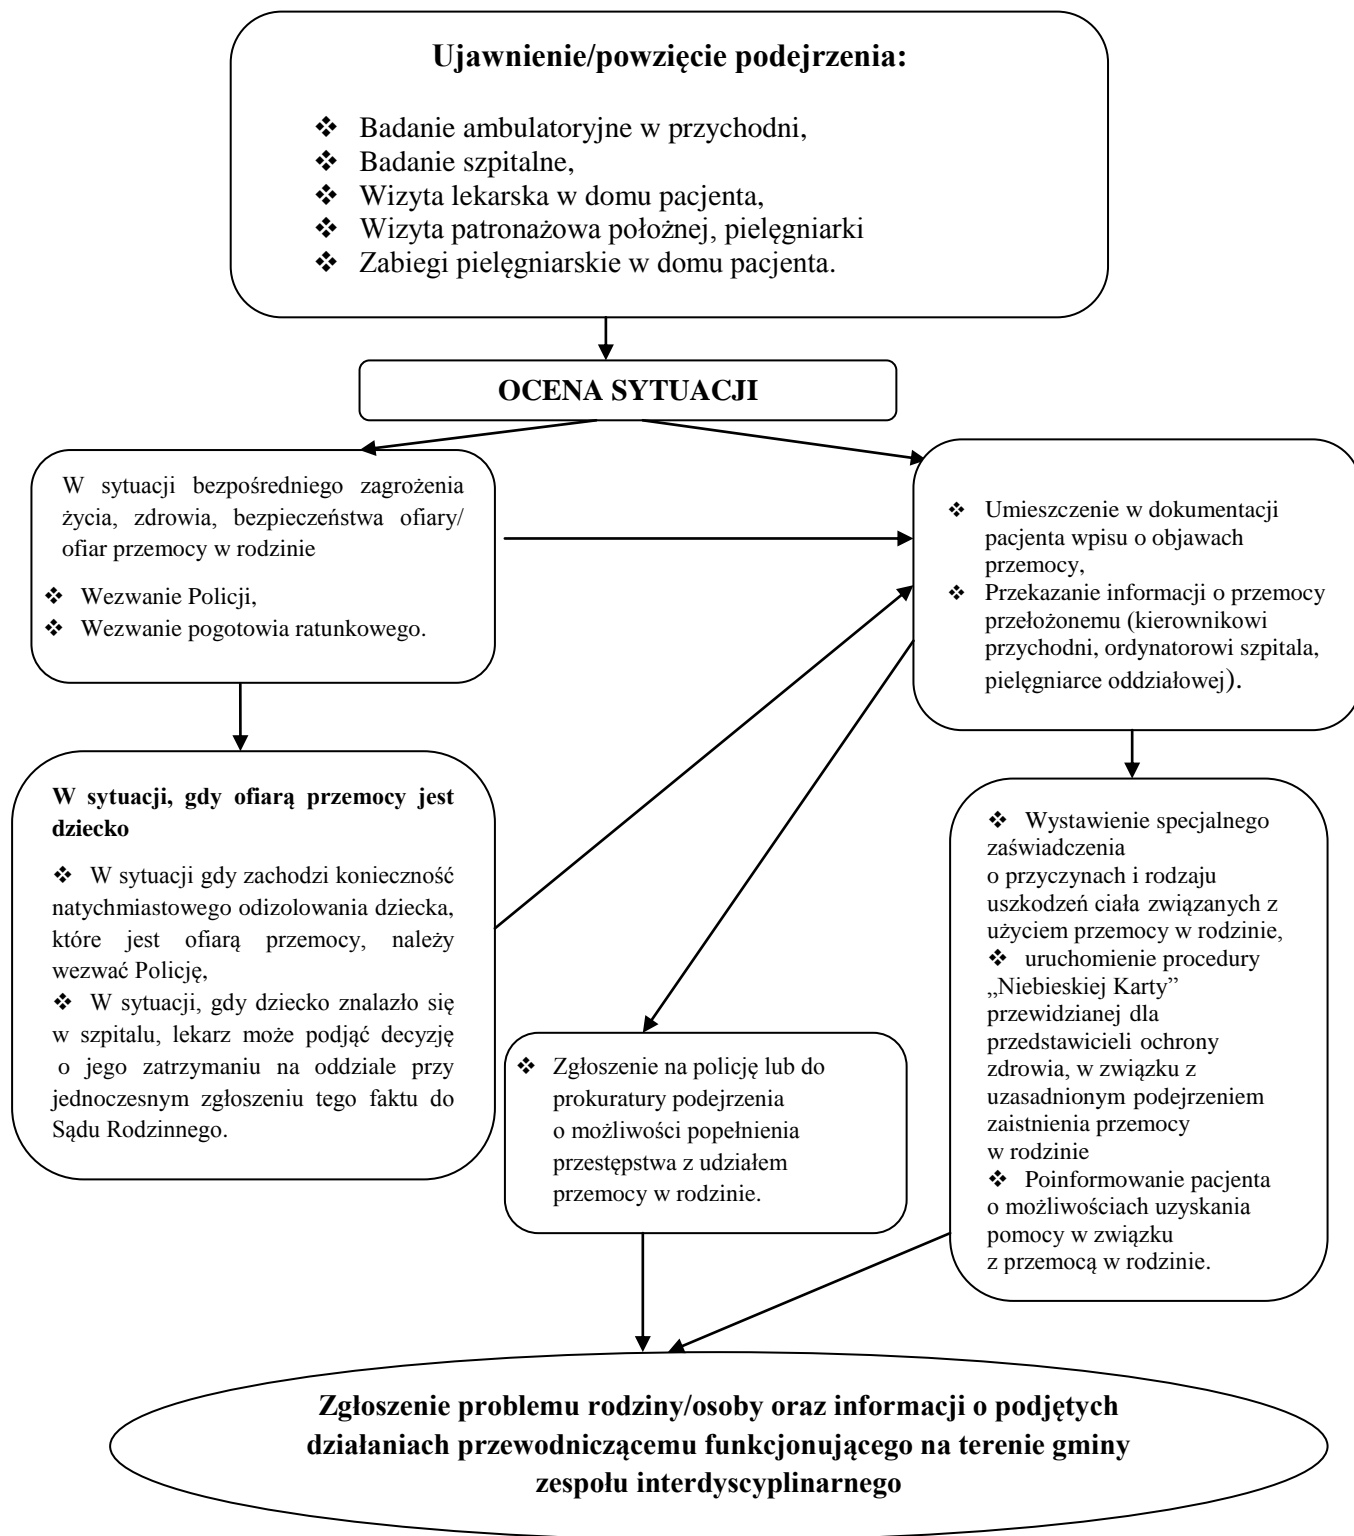 Ujawnienie/powzięcie podejrzenia:
❖ Badanie ambulatoryjne w przychodni,
❖ Badanie szpitalne,
❖ Wizyta lekarska w domu pacjenta,
❖ Wizyta patronażowa położnej, pielęgniarki
❖ Zabiegi pielęgniarskie w domu pacjenta.
OCENA SYTUACJI
W sytuacji bezpośredniego zagrożenia
życia, zdrowia, bezpieczeństwa ofiary/
ofiar przemocy w rodzinie
❖ Wezwanie Policji,
❖ Wezwanie pogotowia ratunkowego.
❖ Umieszczenie w dokumentacji
pacjenta wpisu o objawach
przemocy,
❖ Przekazanie informacji o przemocy
przełożonemu (kierownikowi
przychodni, ordynatorowi szpitala,
pielęgniarce oddziałowej).
W sytuacji, gdy ofiarą przemocy jest
dziecko
❖ W sytuacji gdy zachodzi konieczność
natychmiastowego odizolowania dziecka,
które jest ofiarą przemocy, należy
wezwać Policję,
❖ W sytuacji, gdy dziecko znalazło się
w szpitalu, lekarz może podjąć decyzję
o jego zatrzymaniu na oddziale przy
jednoczesnym zgłoszeniu tego faktu do
Sądu Rodzinnego.
❖ Wystawienie specjalnego
zaświadczenia
o przyczynach i rodzaju
uszkodzeń ciała związanych z
użyciem przemocy w rodzinie,
❖ uruchomienie procedury
„Niebieskiej Karty”
przewidzianej dla
przedstawicieli ochrony
zdrowia, w związku z
uzasadnionym podejrzeniem
zaistnienia przemocy
w rodzinie
❖ Poinformowanie pacjenta
o możliwościach uzyskania
pomocy w związku
z przemocą w rodzinie.
❖ Zgłoszenie na policję lub do
prokuratury podejrzenia
o możliwości popełnienia
przestępstwa z udziałem
przemocy w rodzinie.
Zgłoszenie problemu rodziny/osoby oraz informacji o podjętych
działaniach przewodniczącemu funkcjonującego na terenie gminy
zespołu interdyscyplinarnego